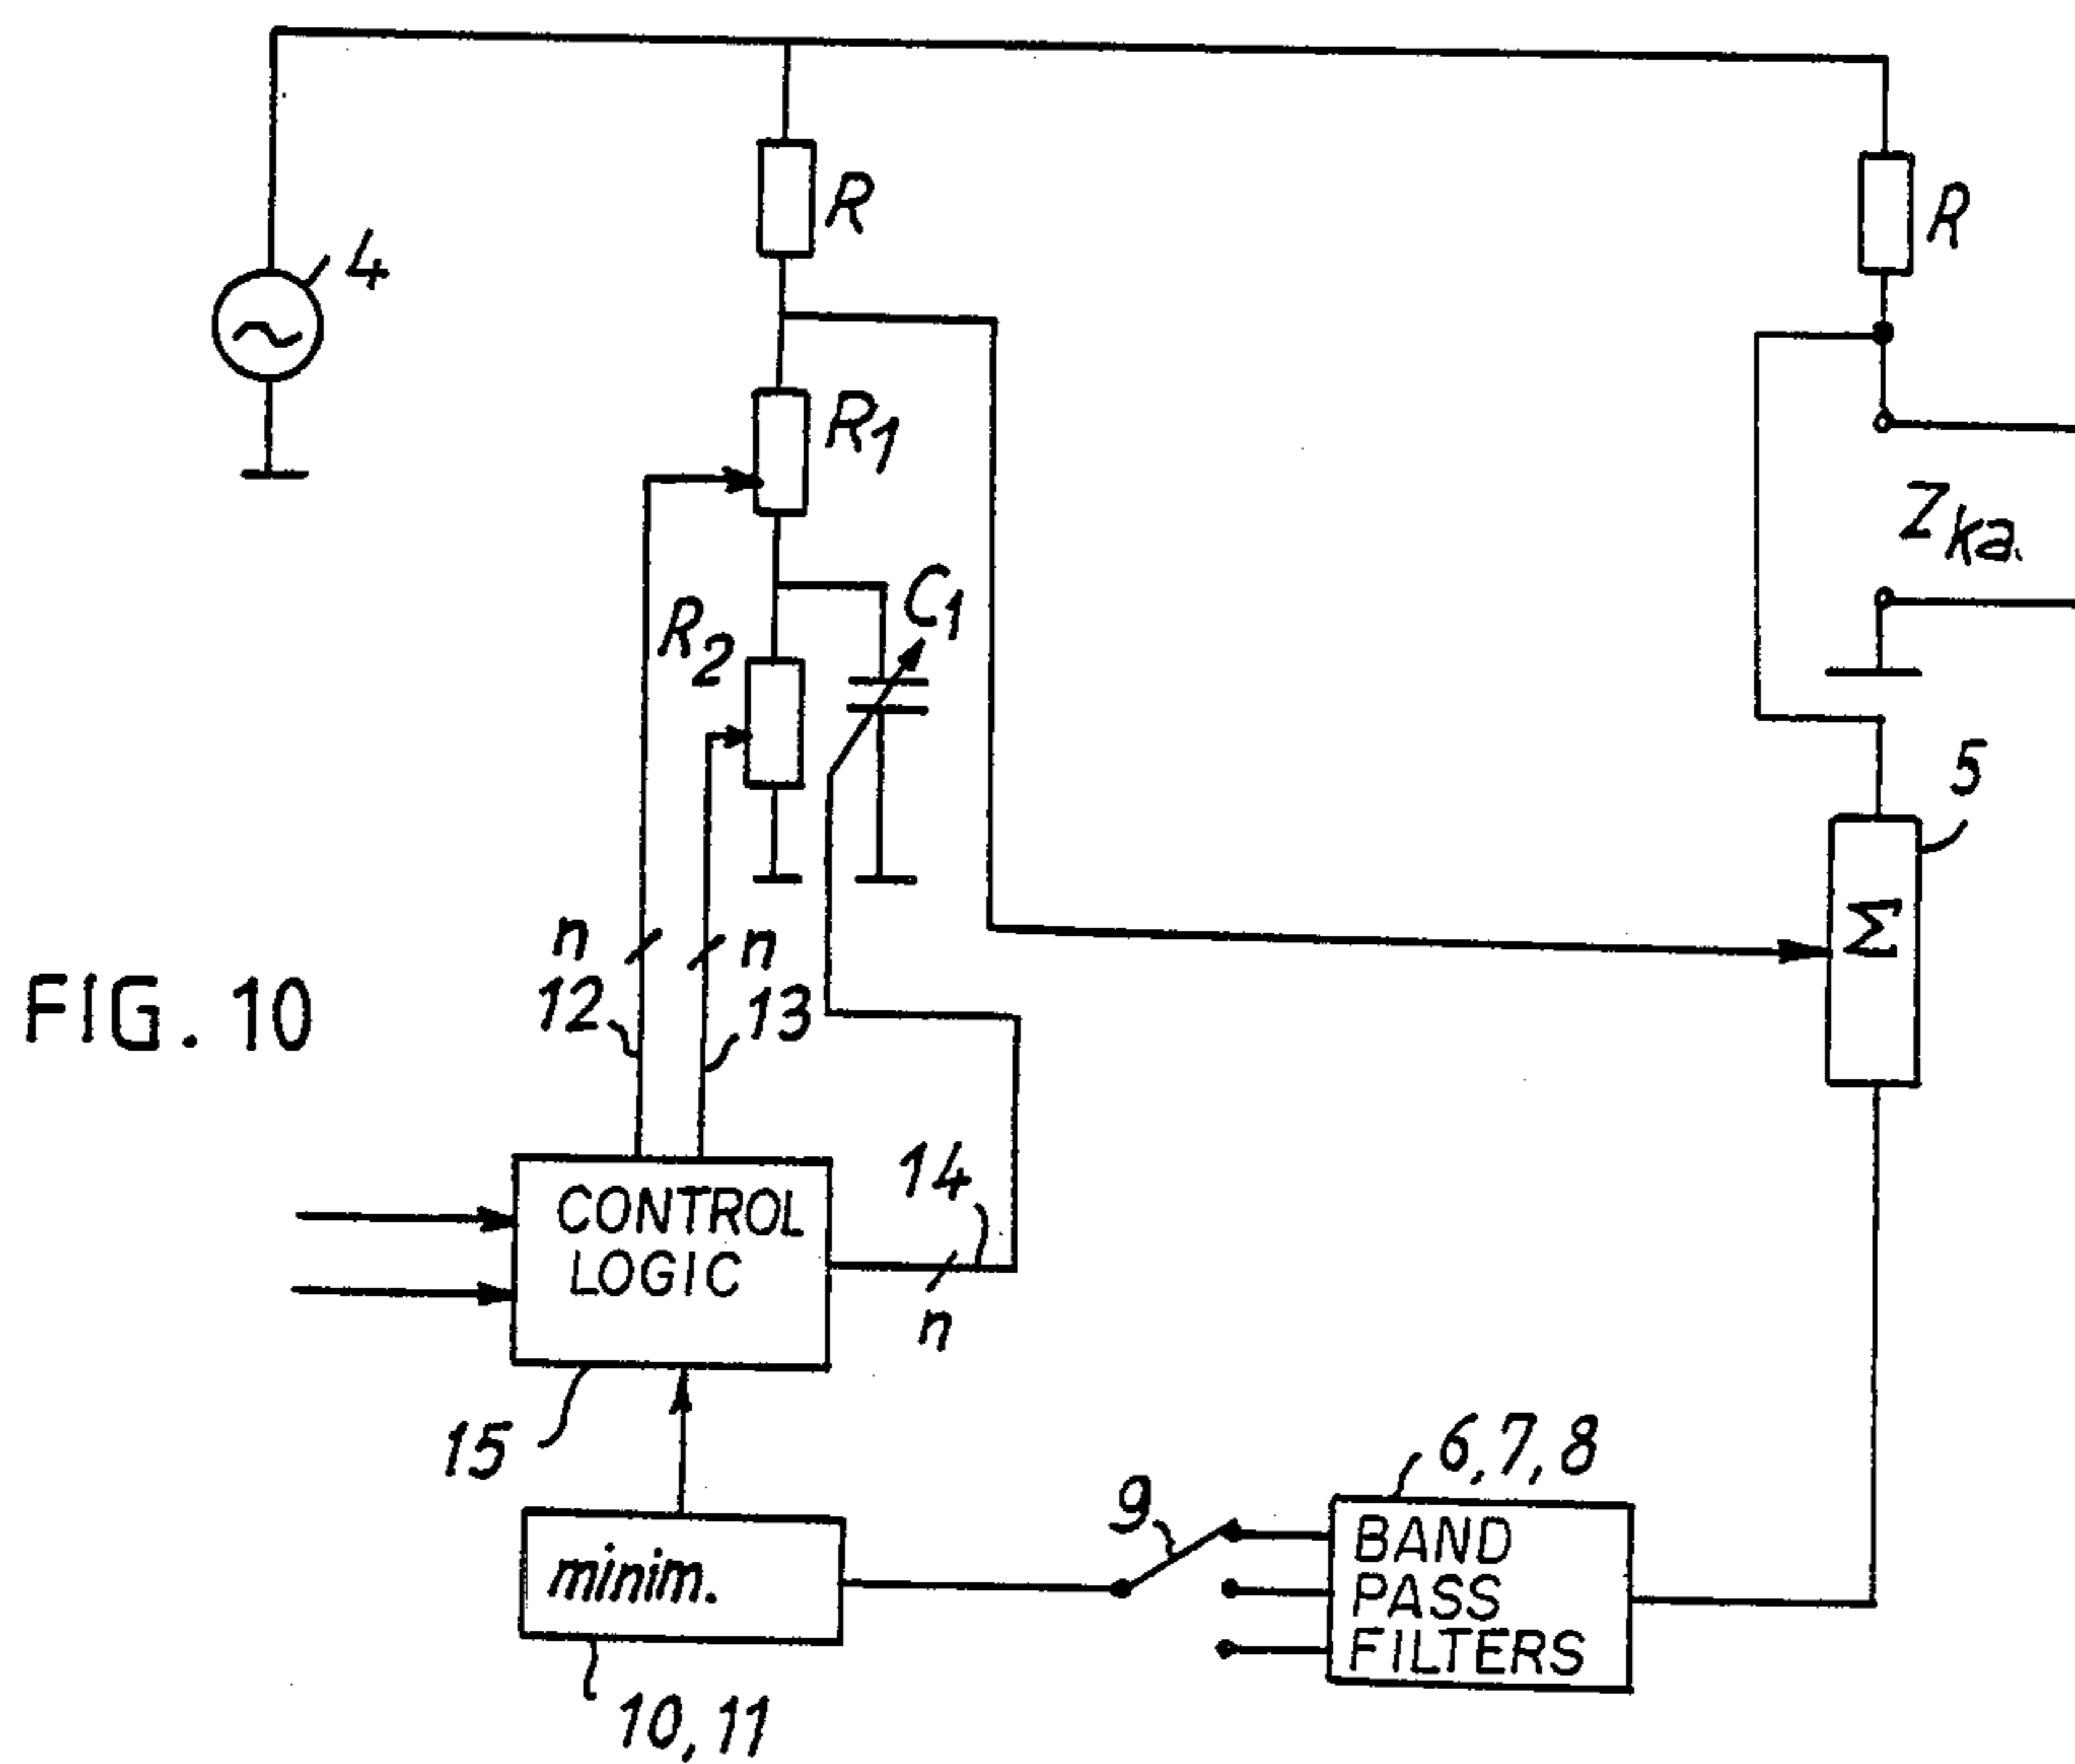 4
R
R
R1
Zka
C1
R2
5
Σ
n
n
12
13
FIG. 10
14
CONTROL
LOGIC
n
15
6, 7, 8
9
BAND
PASS
FILTERS
minim.
10, 11